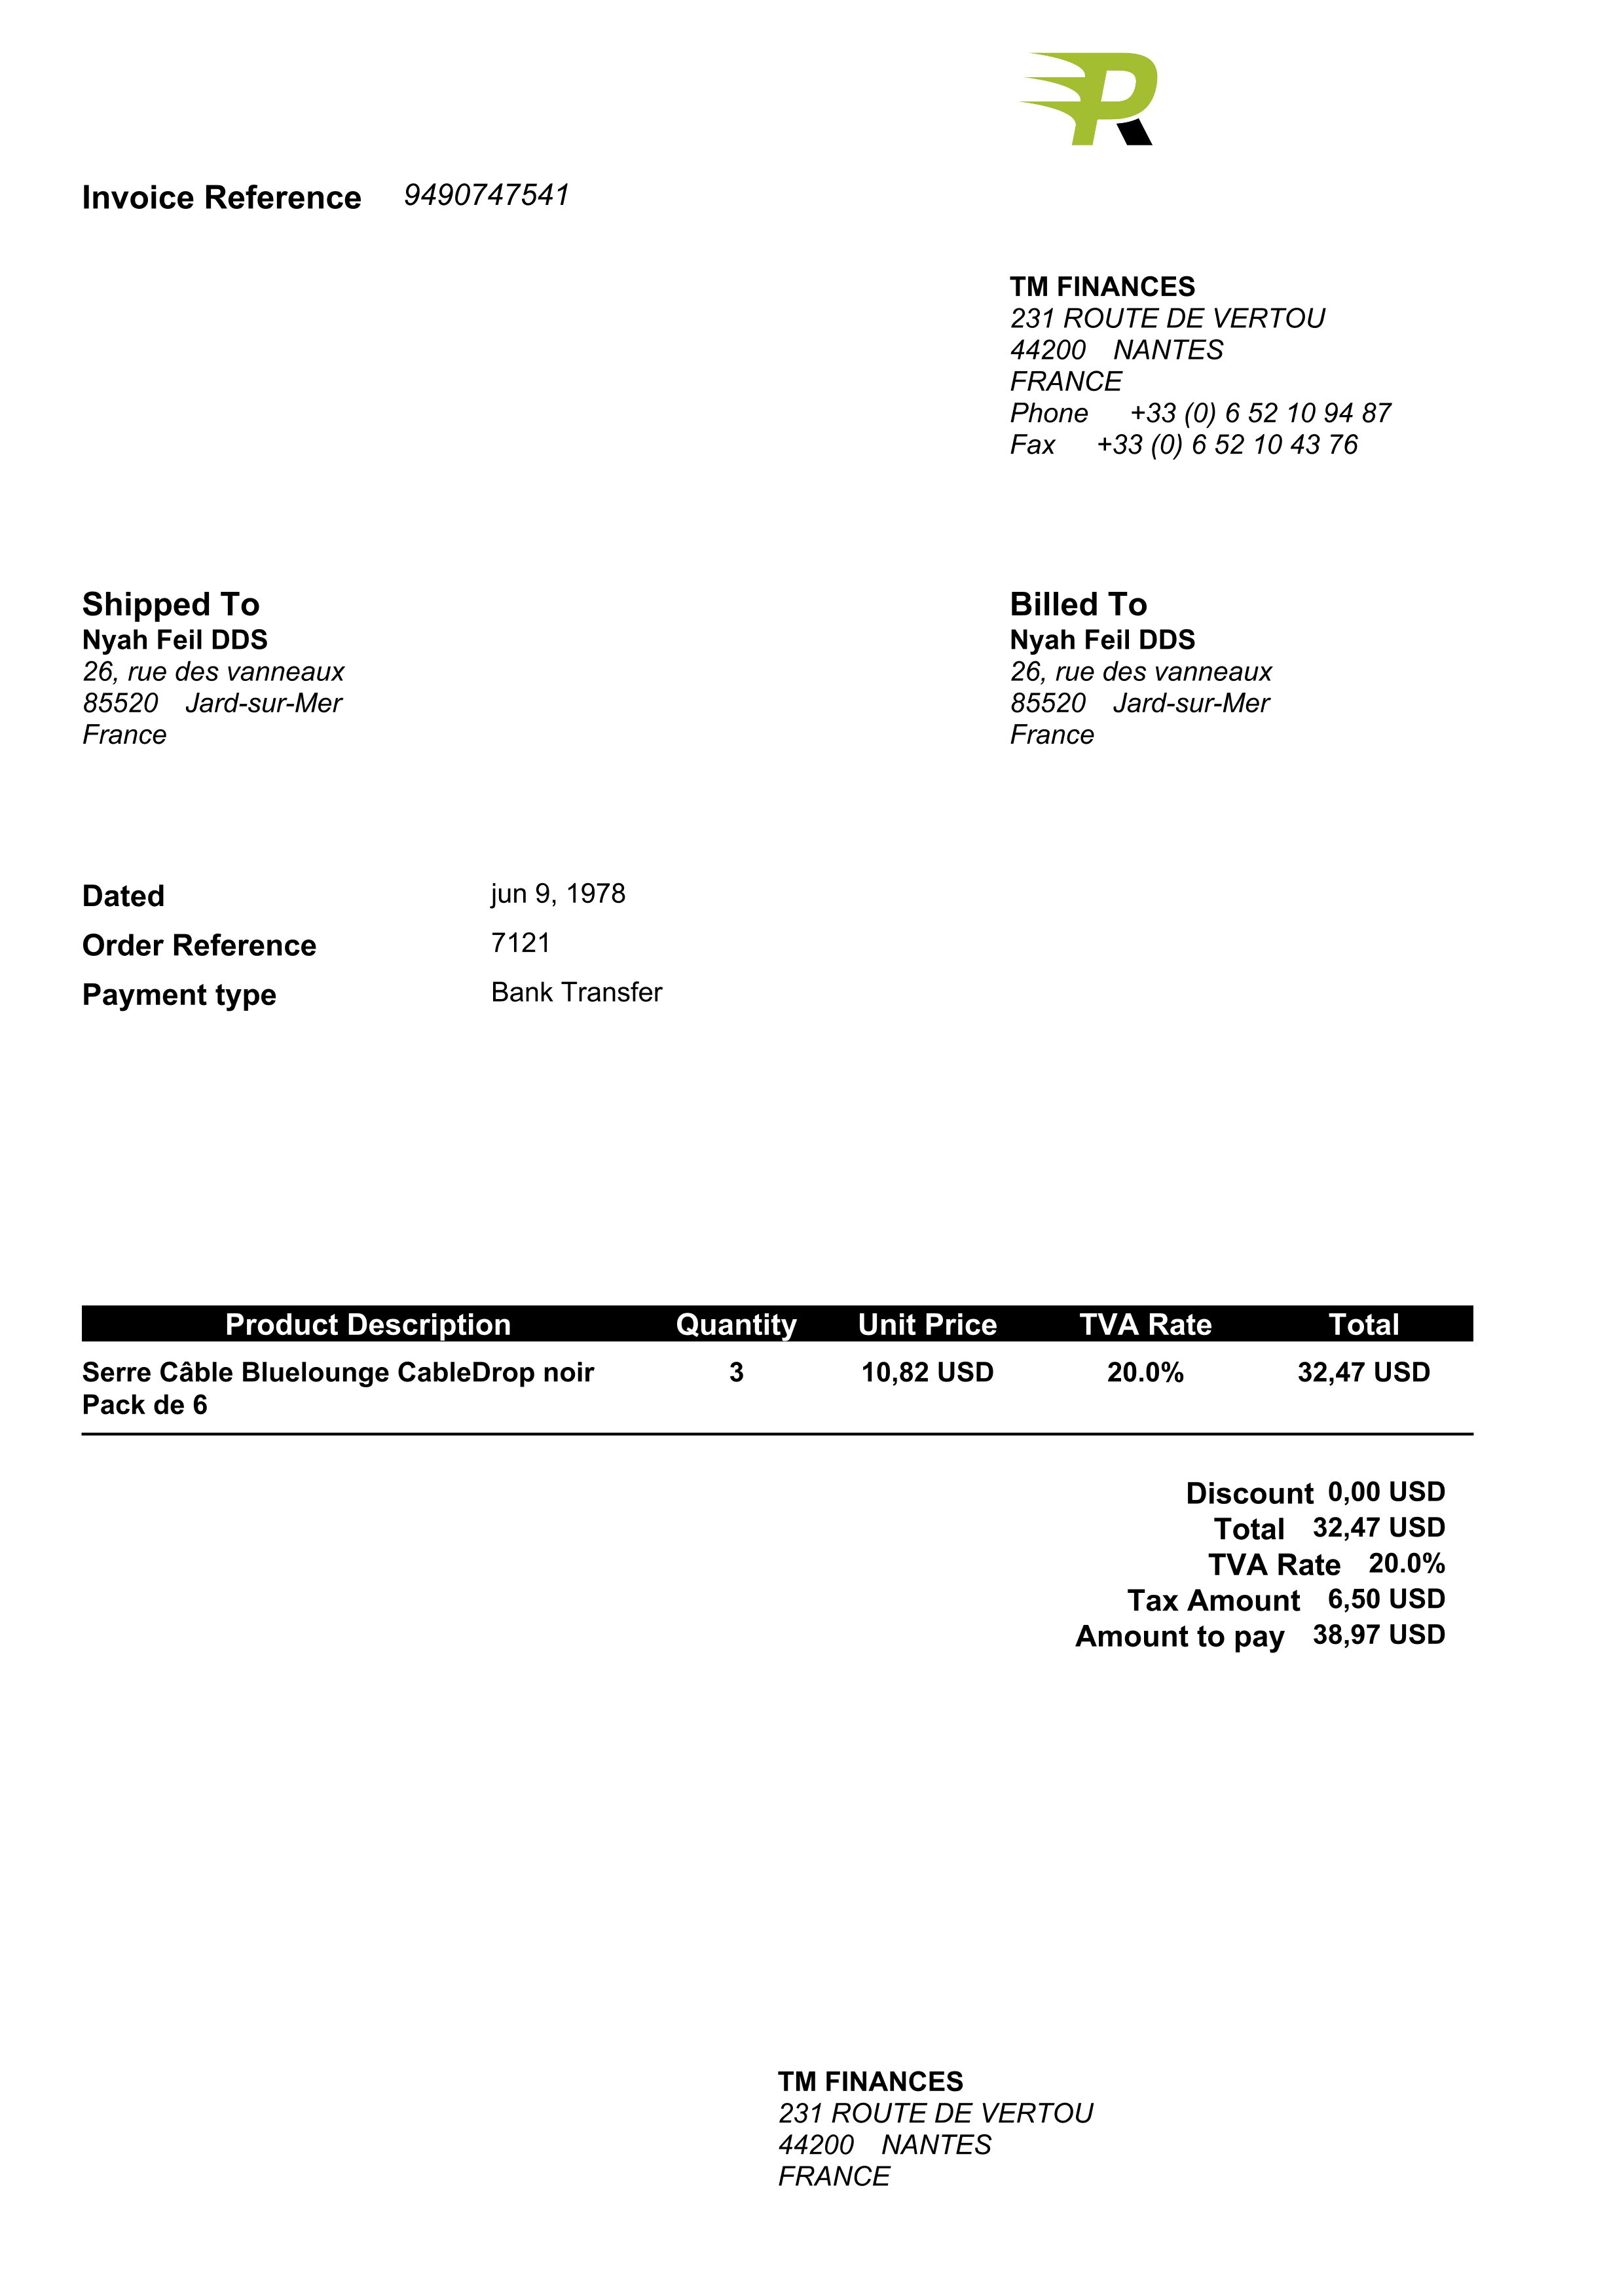 R
Invoice Reference 9490747541
TM FINANCES
231 ROUTE DE VERTOU
44200 NANTES
FRANCE
Phone +33 (0) 6 52 10 94 87
Fax +33 (0) 6 52 10 43 76
Shipped To
Nyah Feil DDS
26, rue des vanneaux
85520 Jard-sur-Mer
France
Billed To
Nyah Feil DDS
26, rue des vanneaux
85520 Jard-sur-Mer
France
Dated jun 9, 1978
Order Reference 7121
Payment type Bank Transfer
Product Description Quantity Unit Price TVA Rate Total
Serre Câble Bluelounge CableDrop noir 3 10,82 USD 20.0% 32,47 USD
Pack de 6
Discount 0,00 USD
Total 32,47 USD
TVA Rate 20.0%
Tax Amount 6,50 USD
Amount to pay 38,97 USD
TM FINANCES
231 ROUTE DE VERTOU
44200 NANTES
FRANCE